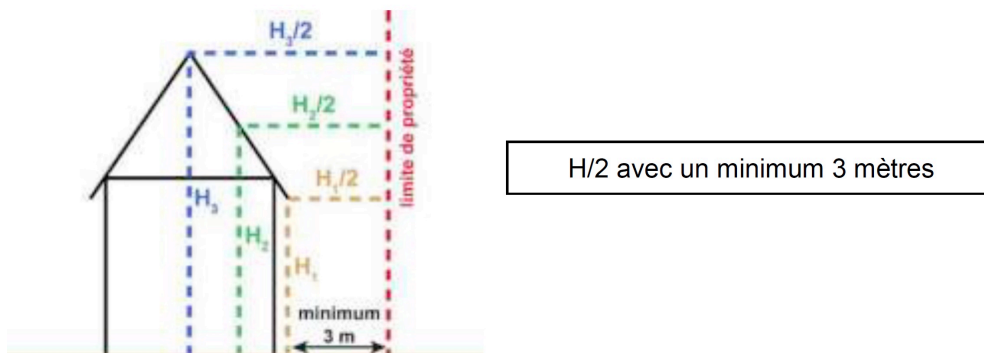 H₃/2
H₂/2
H₁/2
limite de propriété
H₃
H₂
H₁
minimum
3 m
H/2 avec un minimum 3 mètres